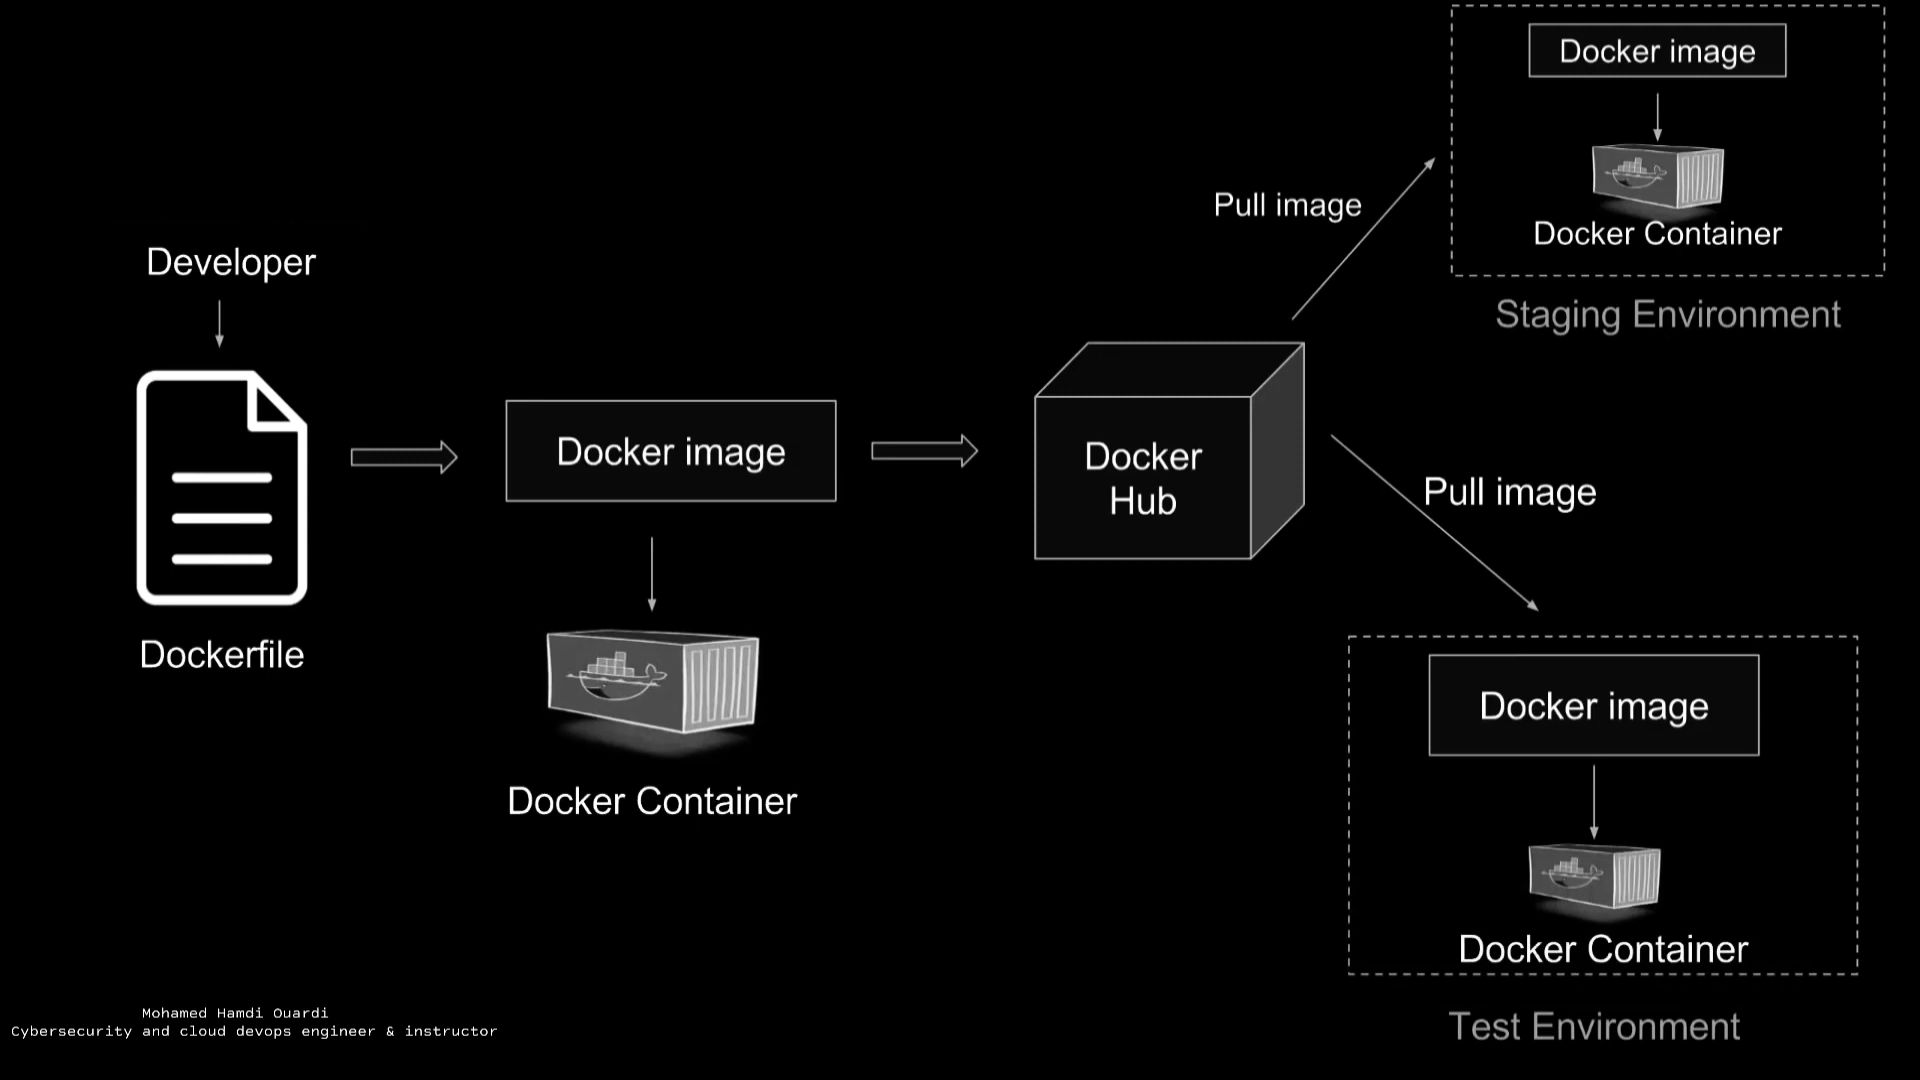 Developer
Dockerfile
Docker image
Docker Container
Docker
Hub
Pull image
Docker image
Docker Container
Staging Environment
Pull image
Docker image
Docker Container
Test Environment
Mohamed Hamdi Ouardi
Cybersecurity and cloud devops engineer & instructor